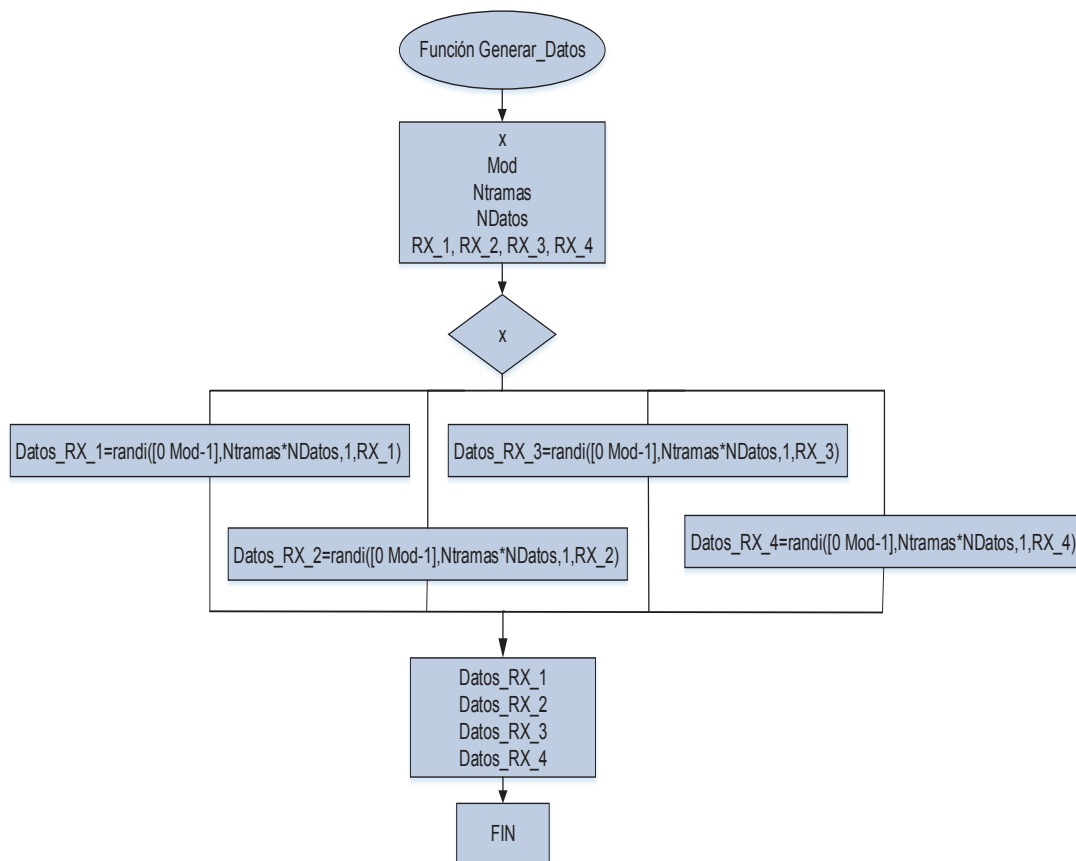 Función Generar_Datos
x
Mod
Ntramas
NDatos
RX_1, RX_2, RX_3, RX_4
x
Datos_RX_1=randi([0 Mod-1],Ntramas*NDatos,1,RX_1)
Datos_RX_3=randi([0 Mod-1],Ntramas*NDatos,1,RX_3)
Datos_RX_2=randi([0 Mod-1],Ntramas*NDatos,1,RX_2)
Datos_RX_4=randi([0 Mod-1],Ntramas*NDatos,1,RX_4)
Datos_RX_1
Datos_RX_2
Datos_RX_3
Datos_RX_4
FIN